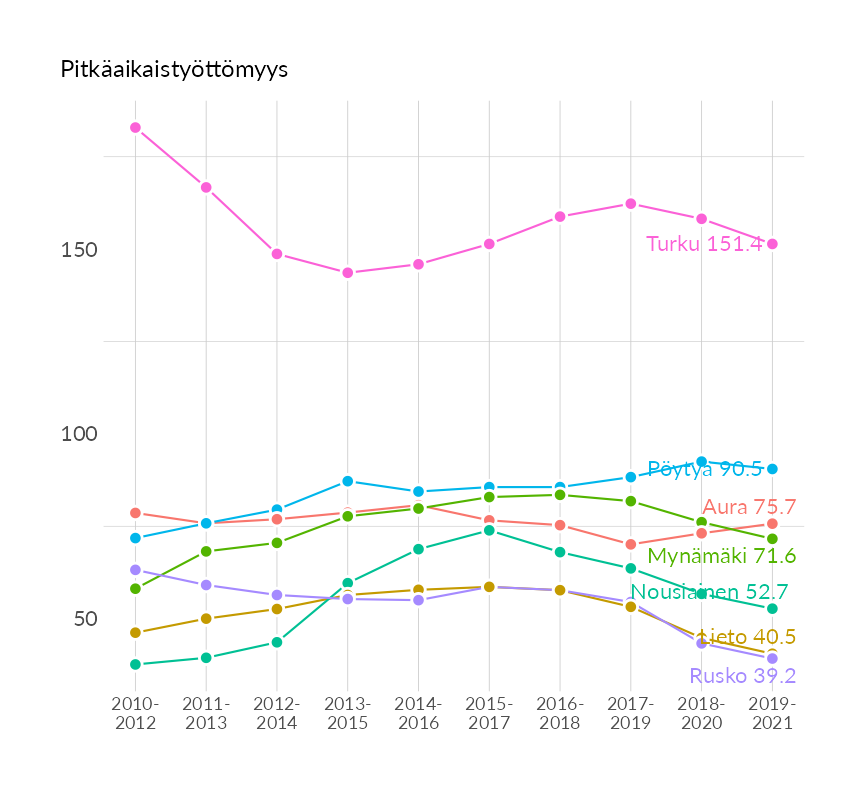 Pitkäaikaistyöttömyys
150
100
50
Turku 151.4
Pöytyä 90.5
Aura 75.7
Mynämäki 71.6
Nousiainen 52.7
Lieto 40.5
Rusko 39.2
2010- 2011- 2012- 2013- 2014- 2015- 2016- 2017- 2018- 2019-
2012 2013 2014 2015 2016 2017 2018 2019 2020 2021